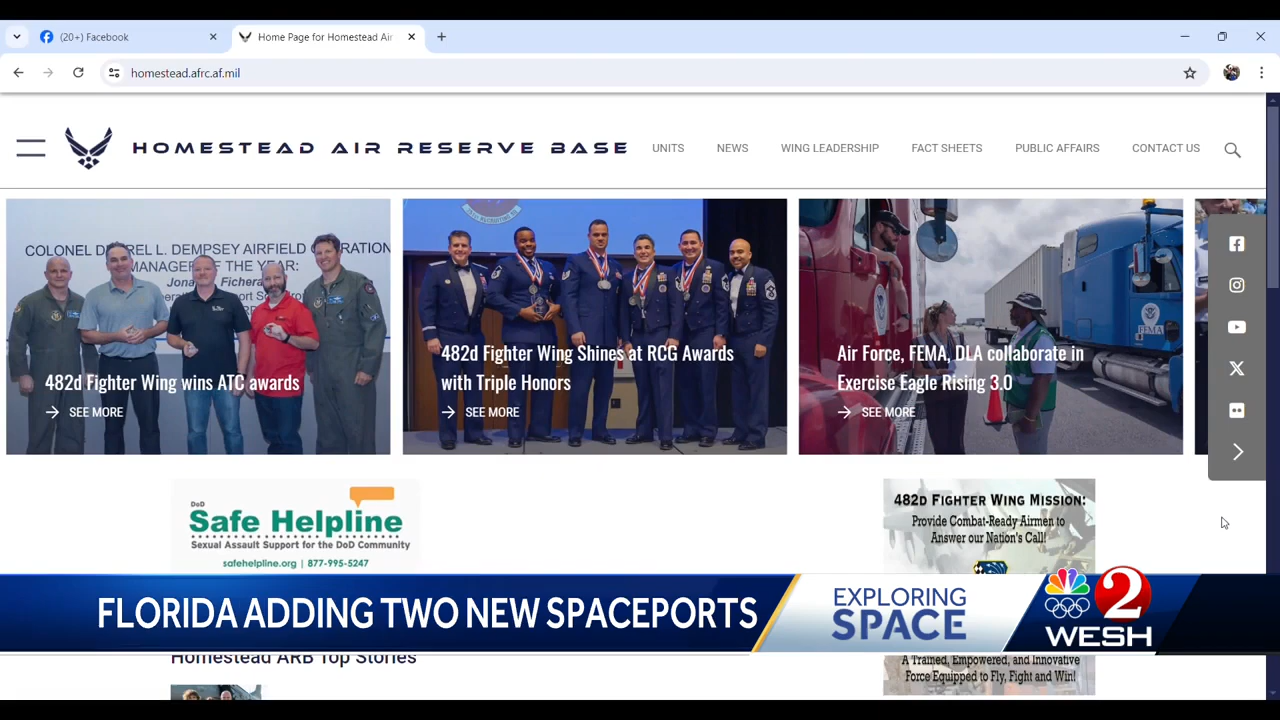 (20+) Facebook
Home Page for Homestead Air
homestead.afrc.af.mil
HOMESTEAD AIR RESERVE BASE
UNITS
NEWS
WING LEADERSHIP
FACT SHEETS
PUBLIC AFFAIRS
CONTACT US
COLONEL DERREL L. DEMPSEY AIRFIELD OPERATION
MANAGER OF THE YEAR:
482d Fighter Wing wins ATC awards
SEE MORE
482d Fighter Wing Shines at RCG Awards
with Triple Honors
SEE MORE
Air Force, FEMA, DLA collaborate in
Exercise Eagle Rising 3.0
SEE MORE
FEMA
DoD
Safe Helpline
Sexual Assault Support for the DoD Community
safehelpline.org | 877-995-5247
482d FIGHTER WING MISSION:
Provide Combat-Ready Airmen to
Answer our Nation's Call!
FLORIDA ADDING TWO NEW SPACEPORTS
EXPLORING
SPACE
2
WESH
Homestead ARB Top Stories
A Trained, Empowered, and Innovative
Force Equipped to Fly, Fight and Win!